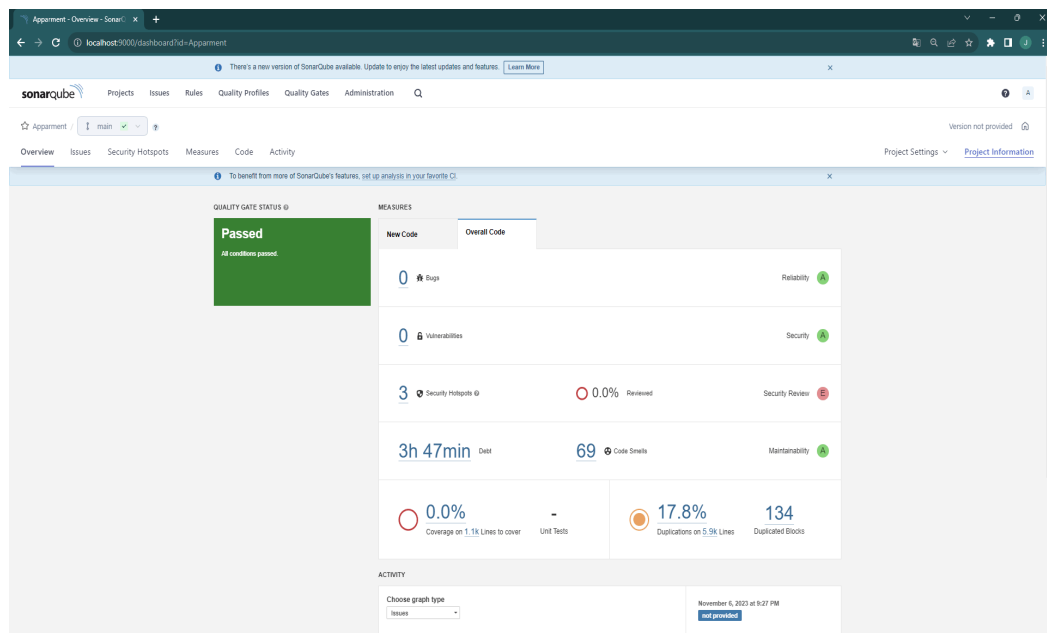 Apparment - Overview - Sonar
localhost:9000/dashboard?id=Apparment
J
There's a new version of SonarQube available. Update to enjoy the latest updates and features. Learn More
sonarqube Projects Issues Rules Quality Profiles Quality Gates Administration A
Apparment / main Version not provided
Overview Issues Security Hotspots Measures Code Activity Project Settings Project Information
To benefit from more of SonarQube's features, set up analysis in your favorite CI.
QUALITY GATE STATUS MEASURES
Passed
All conditions passed.
New Code Overall Code
0 Bugs Reliability A
0 Vulnerabilities Security A
3 Security Hotspots 0.0% Reviewed Security Review E
3h 47min Debt 69 Code Smells Maintainability A
0.0% - 17.8% 134
Coverage on 1.1k Lines to cover Unit Tests Duplications on 5.9k Lines Duplicated Blocks
ACTIVITY
Choose graph type
Issues
November 6, 2023 at 9:27 PM
not provided